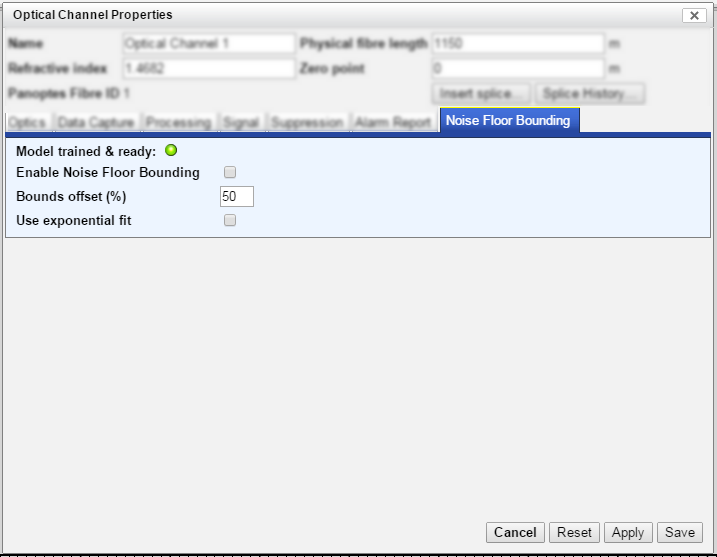 Optical Channel Properties
Name Optical Channel 1 Physical fibre length 1150 m
Refractive index 1.4682 Zero point 0 m
Panoptes Fibre ID 1 Insert splice... Splice History...
Optics Data Capture Processing Signal Suppression Alarm Report Noise Floor Bounding
Model trained & ready:
Enable Noise Floor Bounding
Bounds offset (%) 50
Use exponential fit
Cancel Reset Apply Save